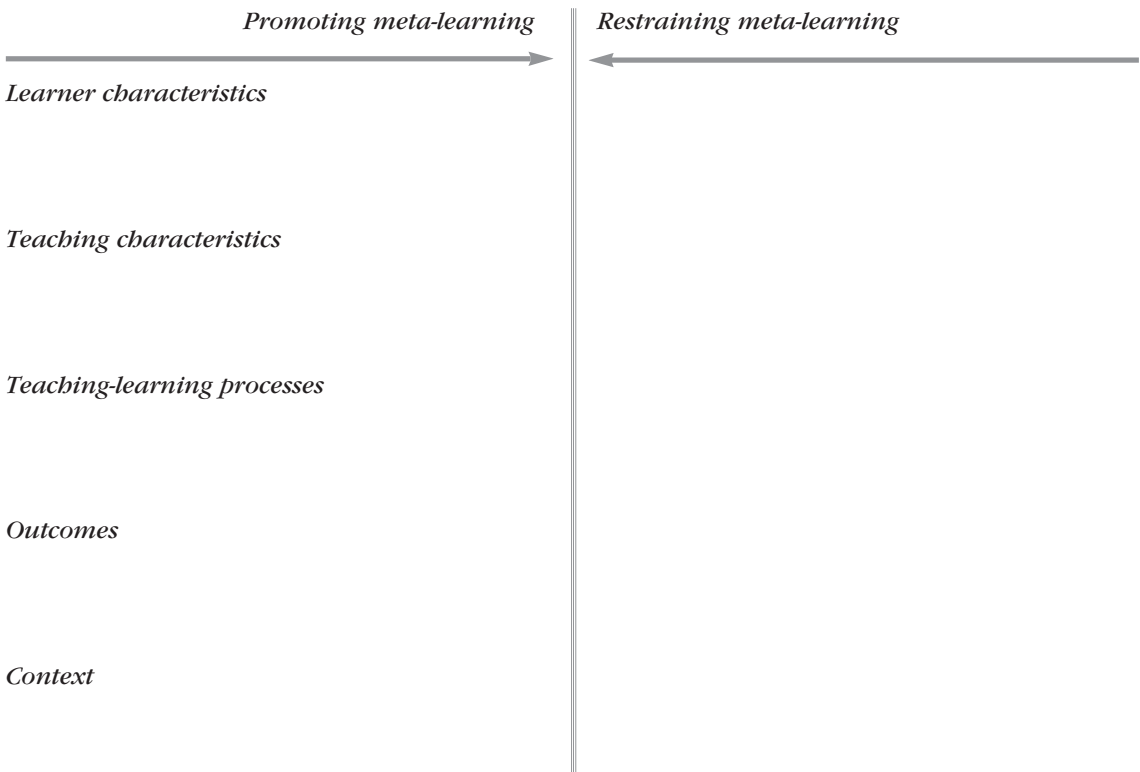 Promoting meta-learning
Restraining meta-learning
Learner characteristics
Teaching characteristics
Teaching-learning processes
Outcomes
Context